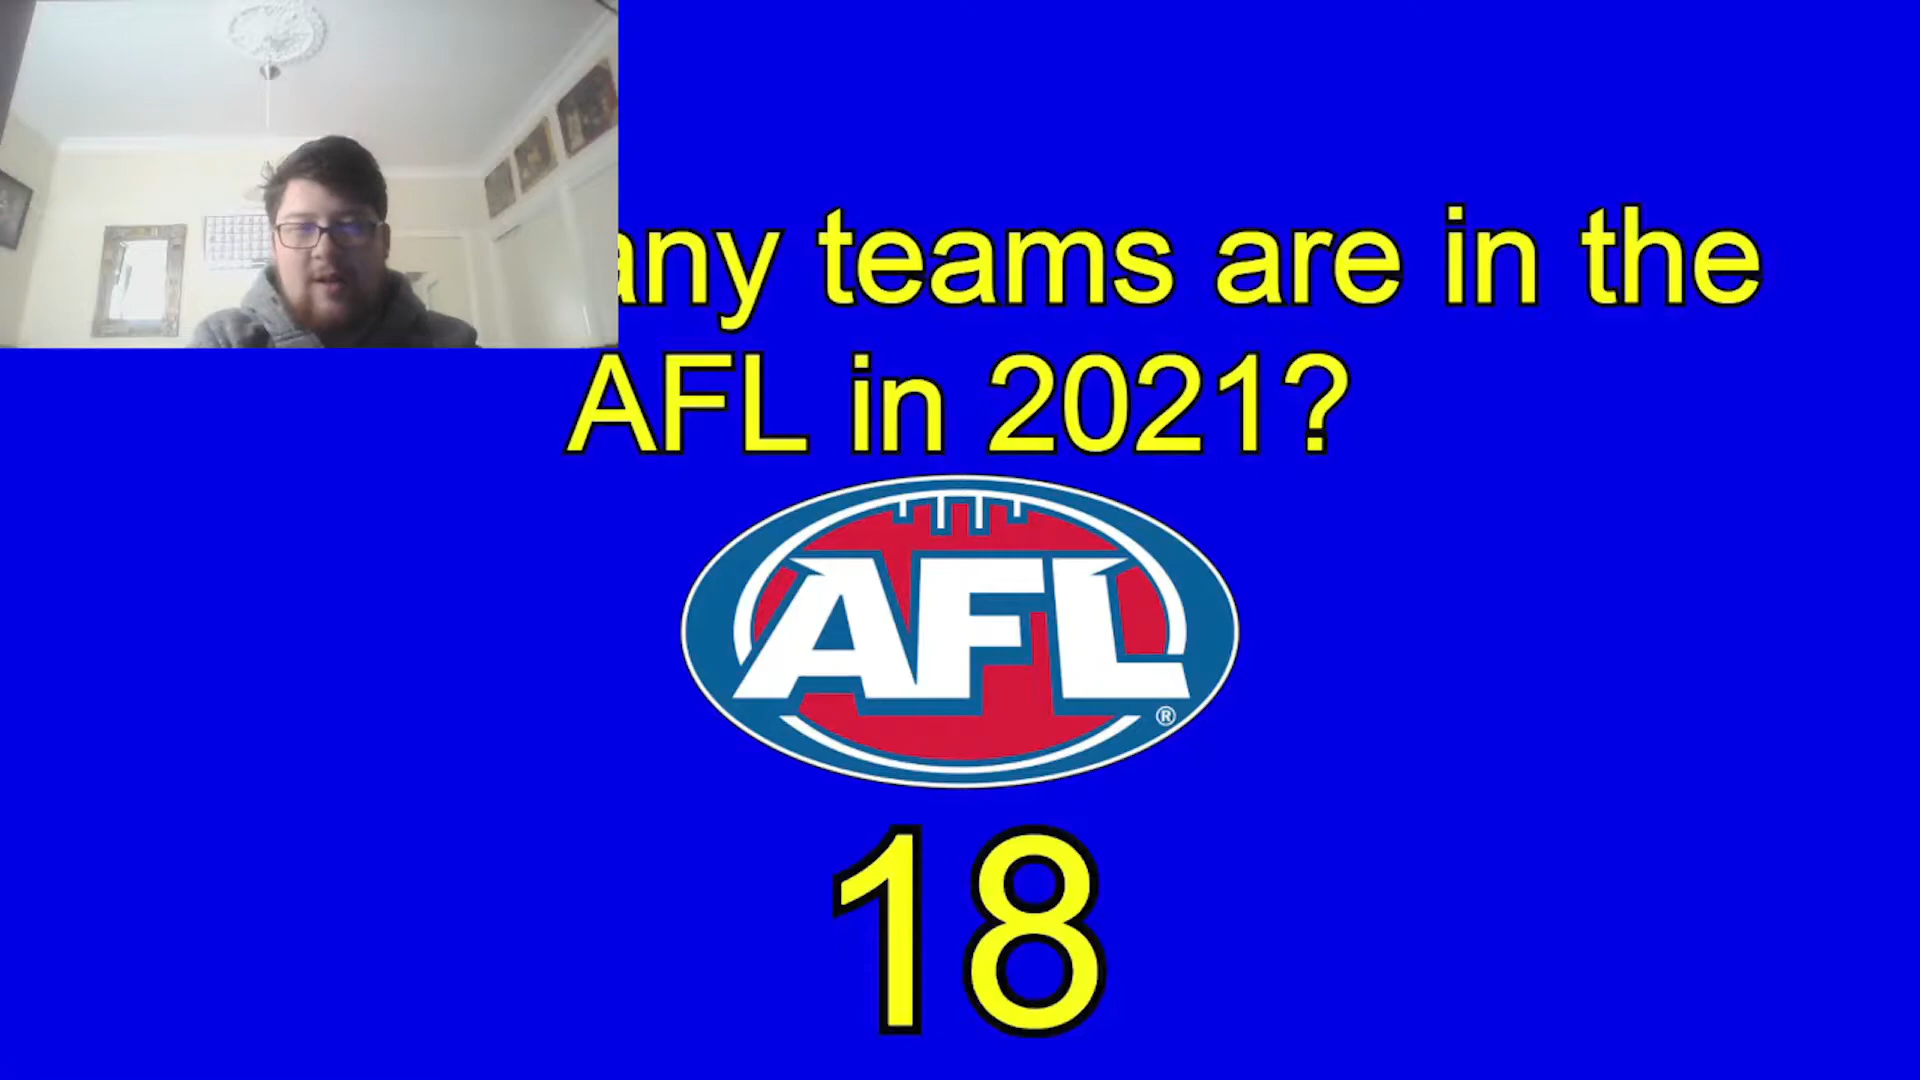 any teams are in the
AFL in 2021?
AFL
®
18